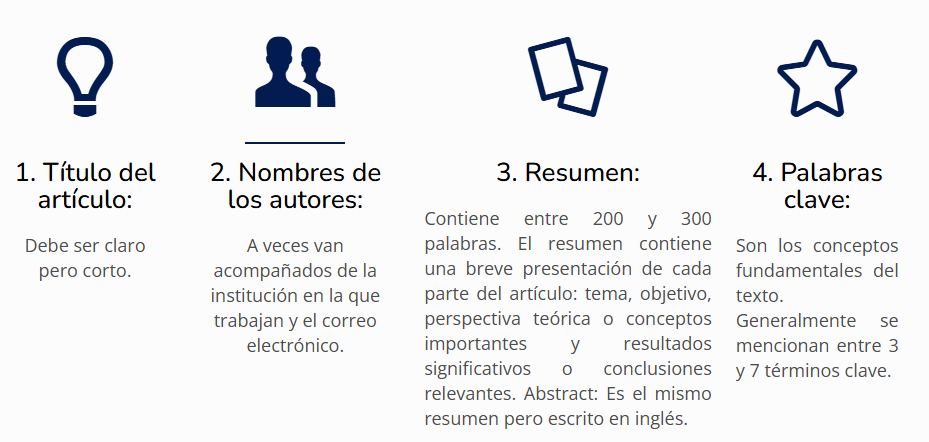 1. Título del
artículo:
Debe ser claro
pero corto.
2. Nombres de
los autores:
A veces van
acompañados de la
institución en la que
trabajan y el correo
electrónico.
3. Resumen:
Contiene entre 200 y 300
palabras. El resumen contiene
una breve presentación de cada
parte del artículo: tema, objetivo,
perspectiva teórica o conceptos
importantes y resultados
significativos o conclusiones
relevantes. Abstract: Es el mismo
resumen pero escrito en inglés.
4. Palabras
clave:
Son los conceptos
fundamentales del
texto.
Generalmente se
mencionan entre 3
y 7 términos clave.